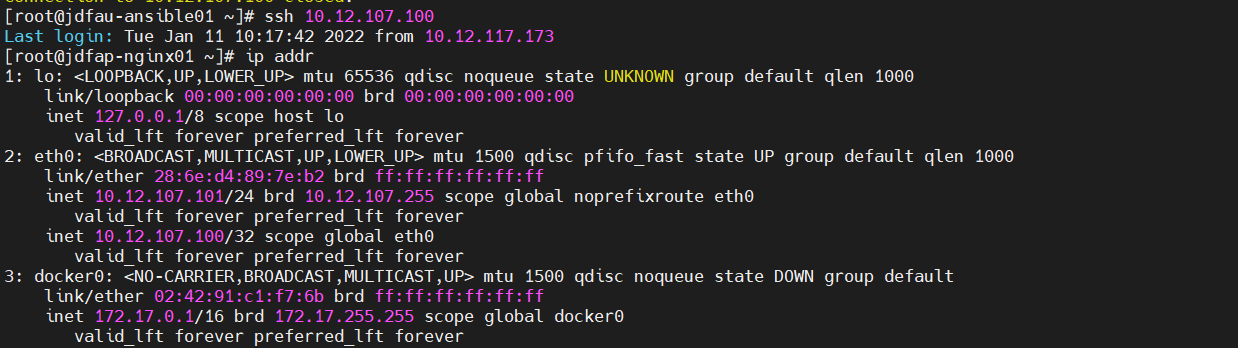 [root@jdfau-ansible01 ~]# ssh 10.12.107.100
Last login: Tue Jan 11 10:17:42 2022 from 10.12.117.173
[root@jdfap-nginx01 ~]# ip addr
1: lo: <LOOPBACK,UP,LOWER_UP> mtu 65536 qdisc noqueue state UNKNOWN group default qlen 1000
    link/loopback 00:00:00:00:00:00 brd 00:00:00:00:00:00
    inet 127.0.0.1/8 scope host lo
       valid_lft forever preferred_lft forever
2: eth0: <BROADCAST,MULTICAST,UP,LOWER_UP> mtu 1500 qdisc pfifo_fast state UP group default qlen 1000
    link/ether 28:6e:d4:89:7e:b2 brd ff:ff:ff:ff:ff:ff
    inet 10.12.107.101/24 brd 10.12.107.255 scope global noprefixroute eth0
       valid_lft forever preferred_lft forever
    inet 10.12.107.100/32 scope global eth0
       valid_lft forever preferred_lft forever
3: docker0: <NO-CARRIER,BROADCAST,MULTICAST,UP> mtu 1500 qdisc noqueue state DOWN group default
    link/ether 02:42:91:c1:f7:6b brd ff:ff:ff:ff:ff:ff
    inet 172.17.0.1/16 brd 172.17.255.255 scope global docker0
       valid_lft forever preferred_lft forever